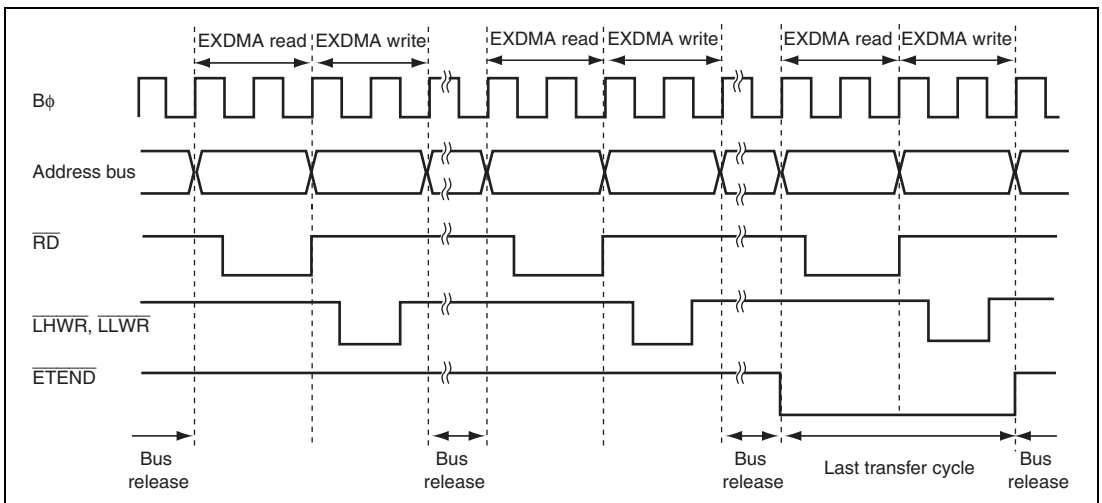 EXDMA read EXDMA write EXDMA read EXDMA write EXDMA read EXDMA write
Bφ
Address bus
RD
LHWR, LLWR
ETEND
Bus release
Bus release
Bus release
Last transfer cycle
Bus release